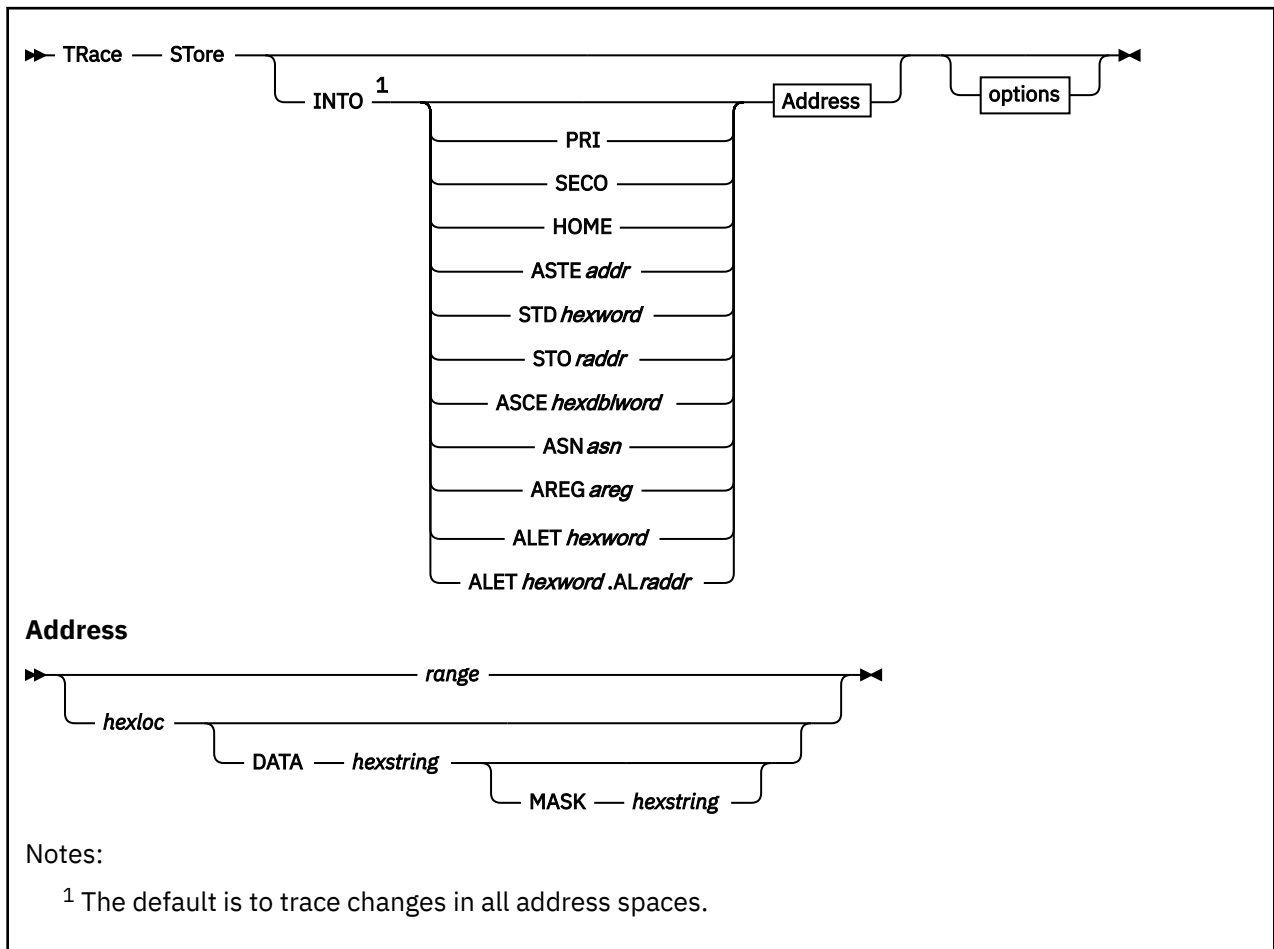 TRace STore
INTO 1 Address options
PRI
SECO
HOME
ASTE addr
STD hexword
STO raddr
ASCE hexdblword
ASN asn
AREG areg
ALET hexword
ALET hexword .ALraddr
Address
range
hexloc
DATA hexstring
MASK hexstring
Notes:
1 The default is to trace changes in all address spaces.